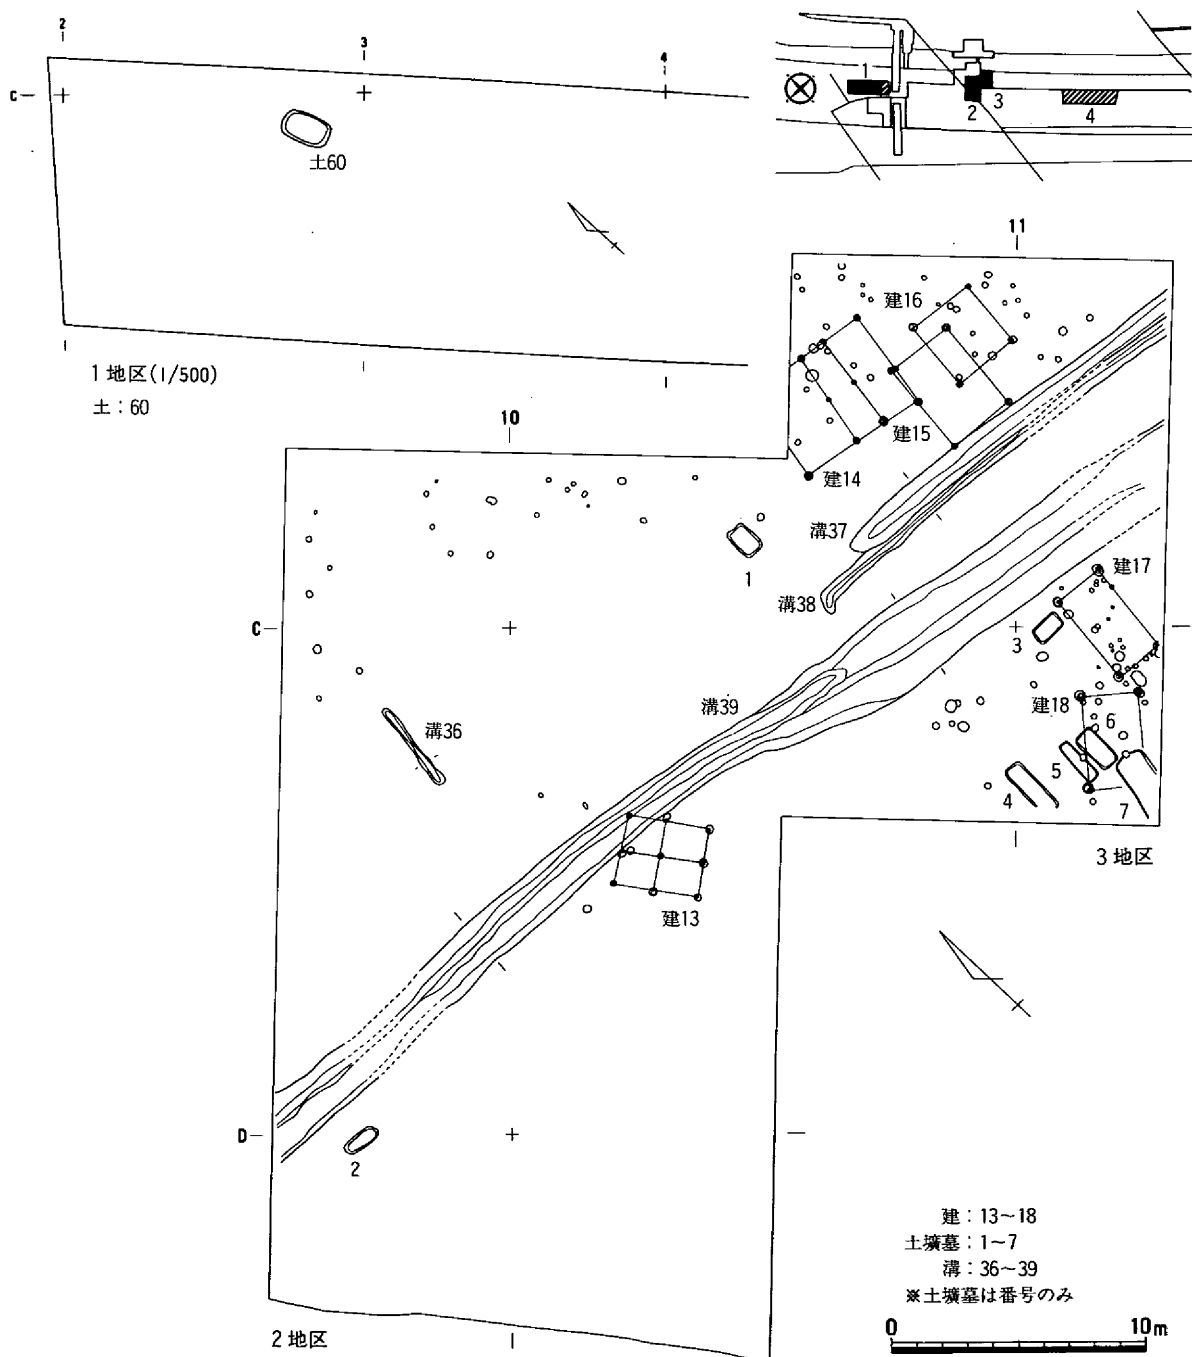 2
3
4
C
土60
1地区(1/500)
土：60
1
2
3
4
11
建16
建15
建14
10
溝37
1
溝38
建17
C
3
溝39
建18
溝36
6
5
4
7
3地区
建13
D
2
建：13~18
土壙墓：1~7
溝：36~39
※土壙墓は番号のみ
0 10m
2地区